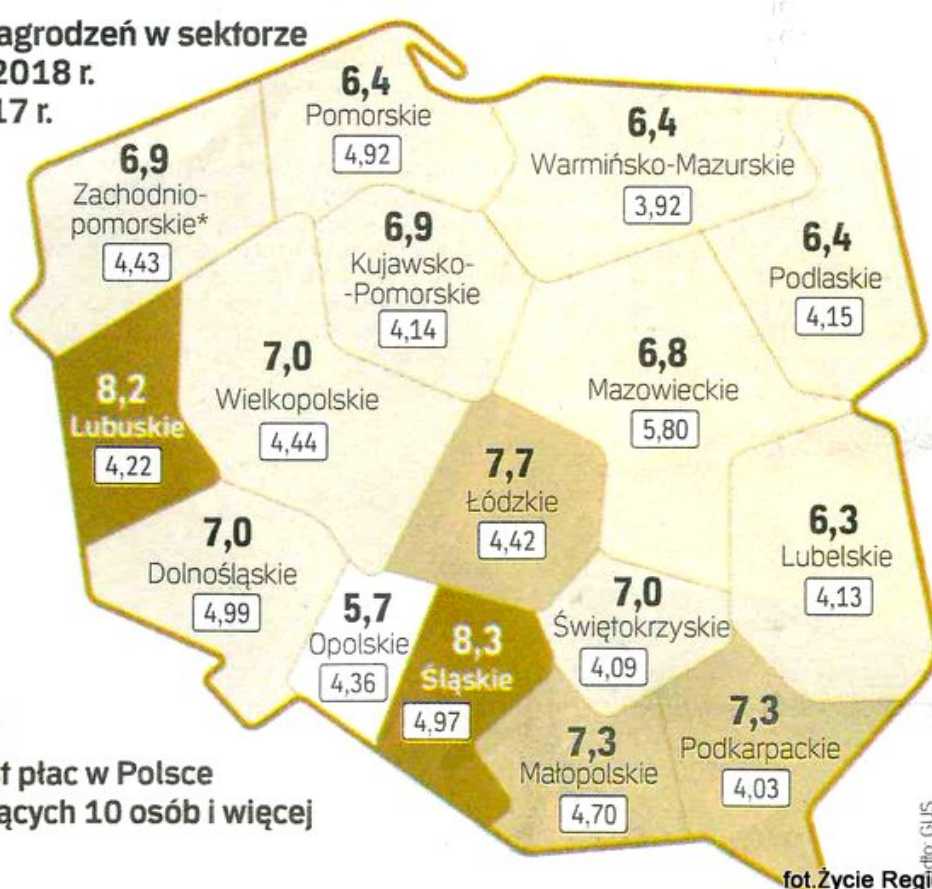 agrodzeń w sektorze
2018 r.
17 r.
6,4
Pomorskie
4,92
6,4
Warmińsko-Mazurskie
3,92
6,9
Zachodnio-
pomorskie*
4,43
6,9
Kujawsko-
-Pomorskie
4,14
6,4
Podlaskie
4,15
7,0
Wielkopolskie
4,44
6,8
Mazowieckie
5,80
8,2
Lubuskie
4,22
7,7
Łódzkie
4,42
6,3
Lubelskie
4,13
7,0
Dolnośląskie
4,99
5,7
Opolskie
4,36
8,3
Śląskie
4,97
7,0
Świętokrzyskie
4,09
7,3
Małopolskie
4,70
7,3
Podkarpackie
4,03
t płac w Polsce
ących 10 osób i więcej
dło: GUS
fot.Życie Regi